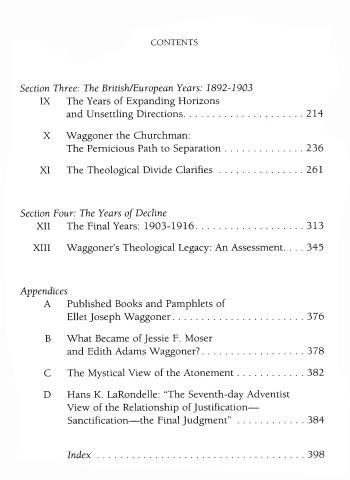 CONTENTS
Section Three: The British/European Years: 1892-1903
IX The Years of Expanding Horizons
and Unsettling Directions. . . . . . . . . . . . . . . . . . . . . . 214
X Waggoner the Churchman:
The Pernicious Path to Separation . . . . . . . . . . . . . . 236
XI The Theological Divide Clarifies . . . . . . . . . . . . . . . 261
Section Four: The Years of Decline
XII The Final Years: 1903-1916. . . . . . . . . . . . . . . . . . . . 313
XIII Waggoner's Theological Legacy: An Assessment. . . . 345
Appendices
A Published Books and Pamphlets of
Ellet Joseph Waggoner. . . . . . . . . . . . . . . . . . . . . . . . 376
B What Became of Jessie F. Moser
and Edith Adams Waggoner?. . . . . . . . . . . . . . . . . . . 378
C The Mystical View of the Atonement . . . . . . . . . . . . 382
D Hans K. LaRondelle: "The Seventh-day Adventist
View of the Relationship of Justification—
Sanctification—the Final Judgment" . . . . . . . . . . . . 384
Index . . . . . . . . . . . . . . . . . . . . . . . . . . . . . . . . . . . 398